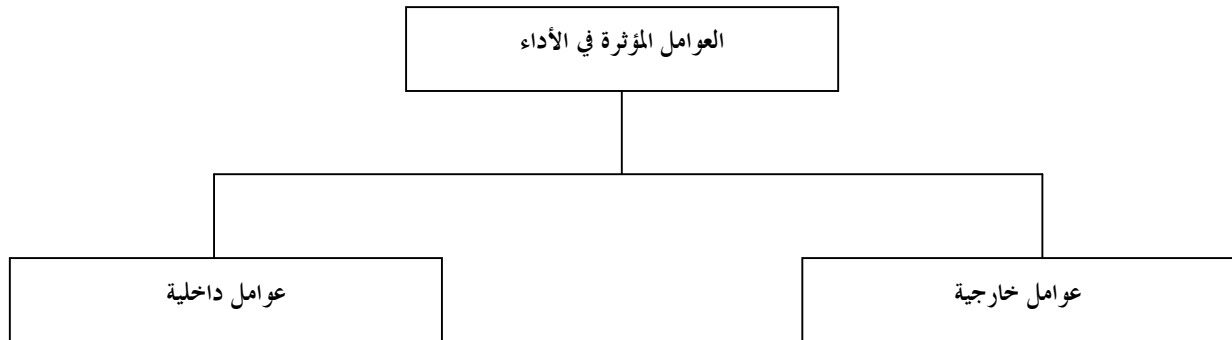 العوامل المؤثرة في الأداء
عوامل خارجية
عوامل داخلية